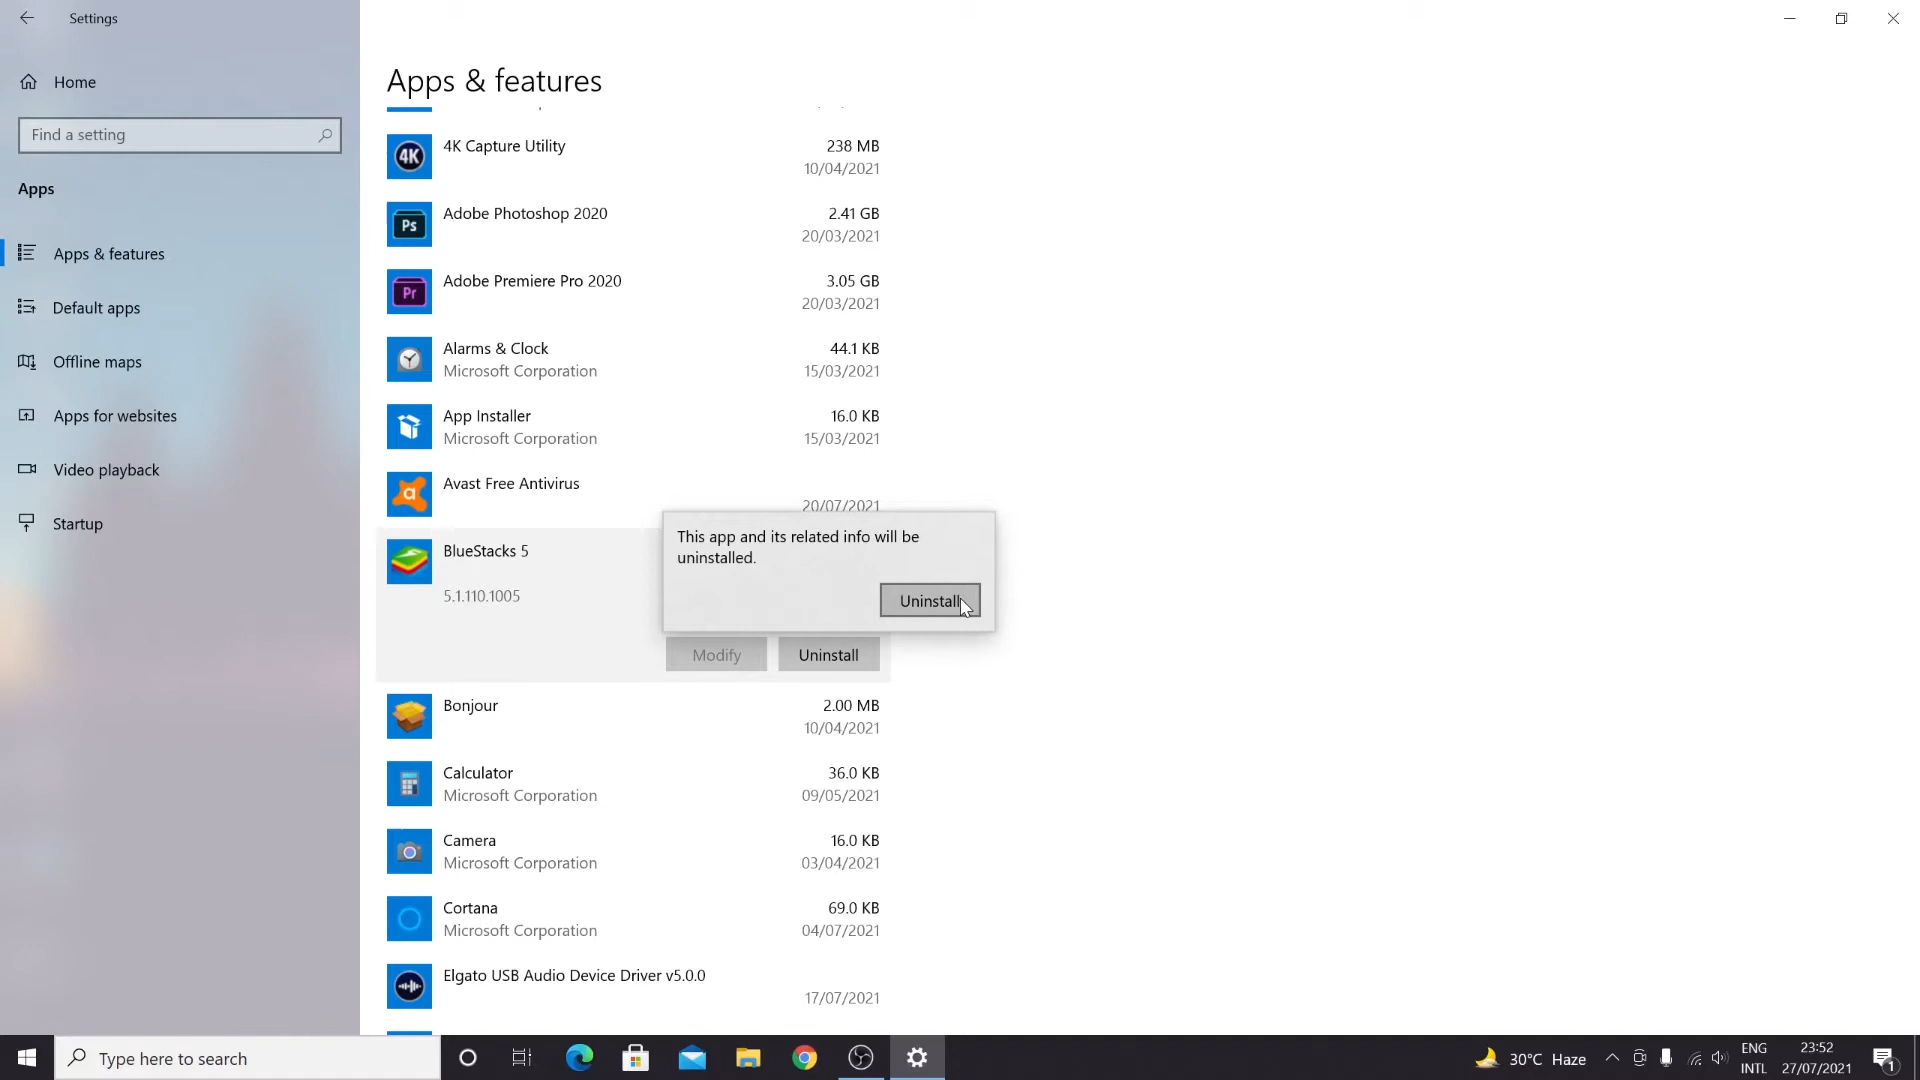 Settings
Home
Find a setting
Apps
Apps & features
Default apps
Offline maps
Apps for websites
Video playback
Startup
Apps & features
4K
4K Capture Utility
238 MB
10/04/2021
Ps
Adobe Photoshop 2020
2.41 GB
20/03/2021
Pr
Adobe Premiere Pro 2020
3.05 GB
20/03/2021
Alarms & Clock
44.1 KB
Microsoft Corporation
15/03/2021
App Installer
16.0 KB
Microsoft Corporation
15/03/2021
a
Avast Free Antivirus
20/07/2021
BlueStacks 5
5.1.110.1005
This app and its related info will be
uninstalled.
Uninstall
Modify
Uninstall
Bonjour
2.00 MB
10/04/2021
Calculator
36.0 KB
Microsoft Corporation
09/05/2021
Camera
16.0 KB
Microsoft Corporation
03/04/2021
Cortana
69.0 KB
Microsoft Corporation
04/07/2021
Elgato USB Audio Device Driver v5.0.0
17/07/2021
Type here to search
30°C Haze
ENG
INTL
23:52
27/07/2021
1